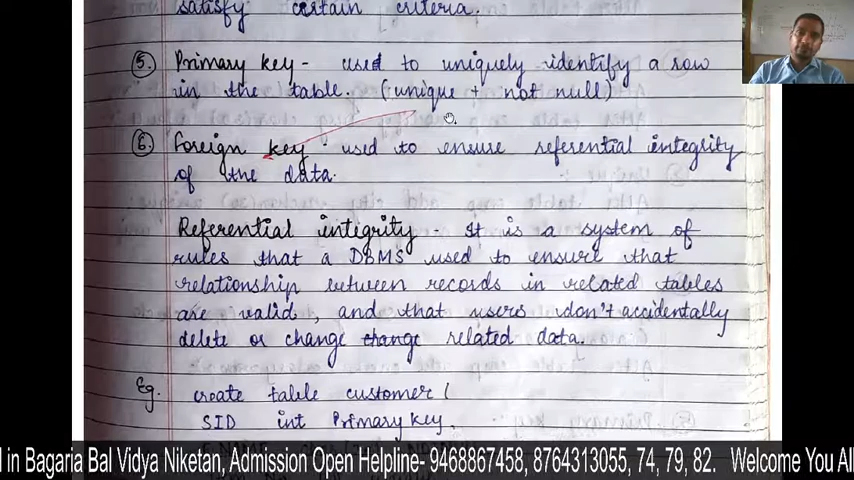 satisfy certain criteria.
5. Primary key - used to uniquely identify a row
in the table. (unique + not null)
6. Foreign key - used to ensure referential integrity
of the data.
Referential integrity - It is a system of
rules that a DBMS used to ensure that
relationship between records in related tables
are valid, and that users don't accidentally
delete or change change related data.
Eg. create table customer (
SID int Primary key.
l in Bagaria Bal Vidya Niketan, Admission Open Helpline- 9468867458, 8764313055, 74, 79, 82. Welcome You All